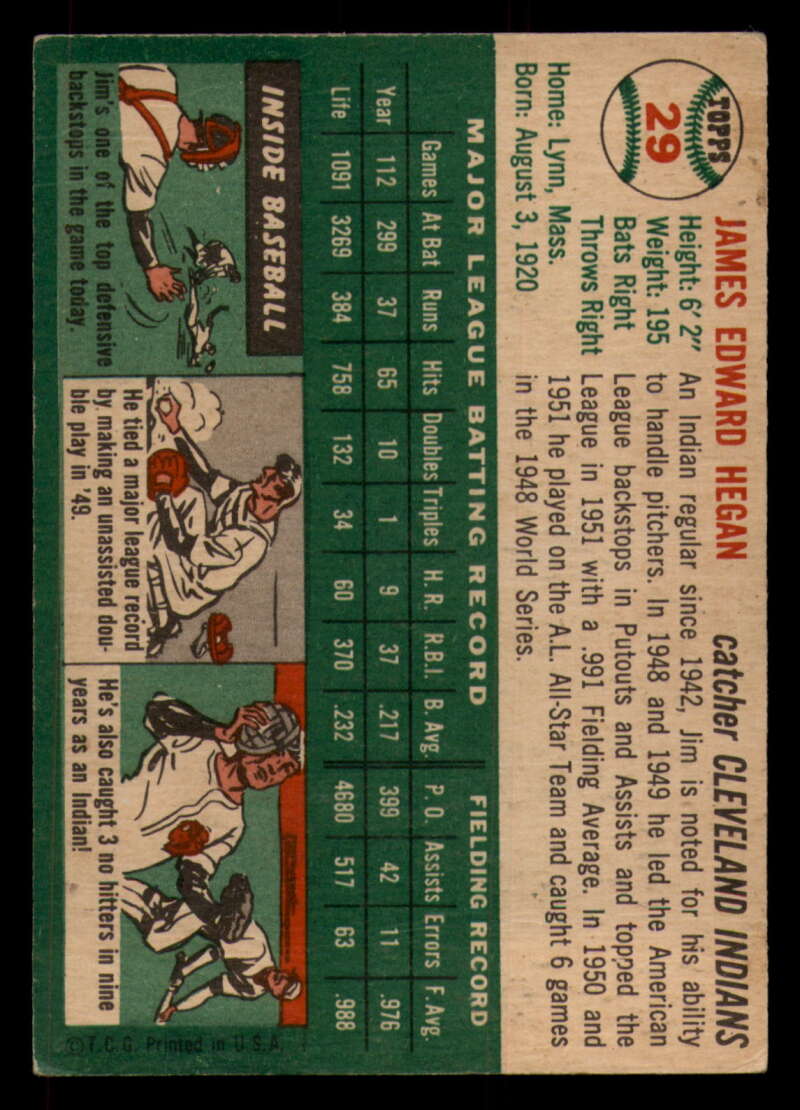 TOPPS
29
JAMES EDWARD HEGAN
catcher CLEVELAND INDIANS
Height: 6' 2"
Weight: 195
Bats Right
Throws Right
Home: Lynn, Mass.
Born: August 3, 1920
An Indian regular since 1942, Jim is noted for his ability
to handle pitchers. In 1948 and 1949 he led the American
League backstops in Putouts and Assists and topped the
League in 1951 with a .991 Fielding Average. In 1950 and
1951 he played on the A.L. All-Star Team and caught 6 games
in the 1948 World Series.
MAJOR LEAGUE BATTING RECORD FIELDING RECORD
Games At Bat Runs Hits Doubles Triples H. R. R.B.I. B. Avg. P. O. Assists Errors F. Avg.
Year 112 299 37 65 10 1 9 37 .217 399 42 11 .976
Life 1091 3269 384 758 132 34 60 370 .232 4680 517 63 .988
INSIDE BASEBALL
Jim's one of the top defensive
backstops in the game today.
He tied a major league record
by making an unassisted dou-
ble play in '49.
He's also caught 3 no hitters in nine
years as an Indian!
©T.C.G. Printed in U.S.A.